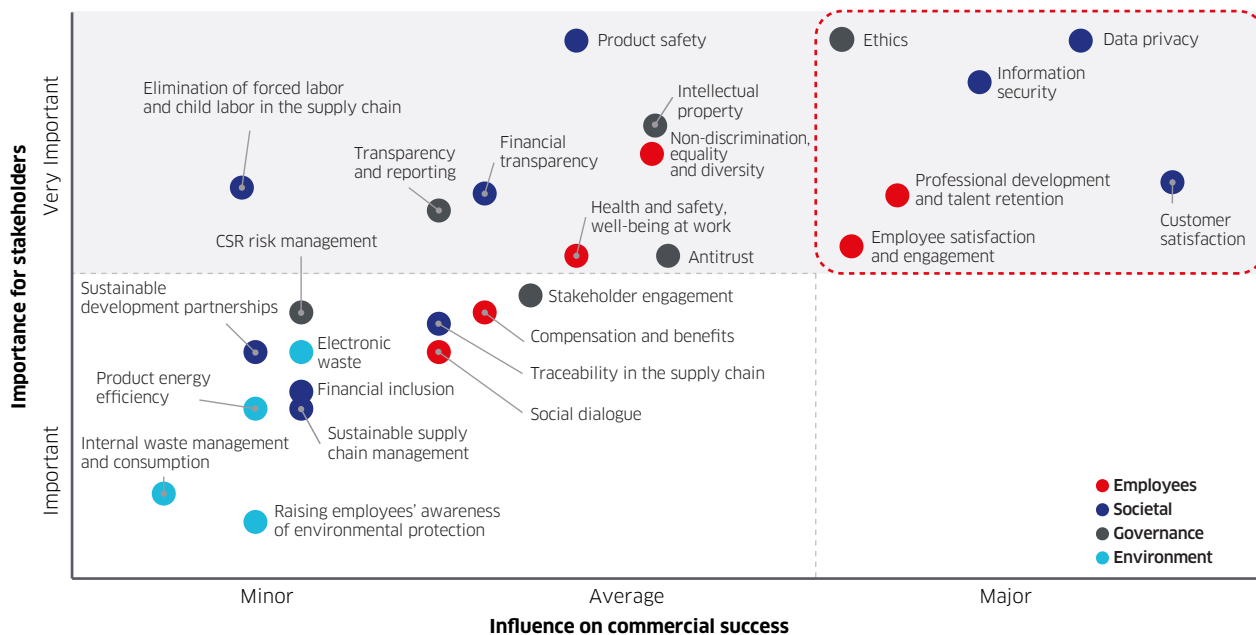 Importance for stakeholders
Very Important
Important
Product safety
Ethics
Data privacy
Information
security
Elimination of forced labor
and child labor in the supply chain
Intellectual
property
Transparency
and reporting
Financial
transparency
Non-discrimination,
equality
and diversity
Professional development
and talent retention
Customer
satisfaction
Health and safety,
well-being at work
CSR risk management
Antitrust
Employee satisfaction
and engagement
Sustainable
development partnerships
Stakeholder engagement
Electronic
waste
Compensation and benefits
Product energy
efficiency
Financial inclusion
Traceability in the supply chain
Social dialogue
Internal waste management
and consumption
Sustainable supply
chain management
Raising employees’ awareness
of environmental protection
Employees
Societal
Governance
Environment
Minor
Average
Major
Influence on commercial success